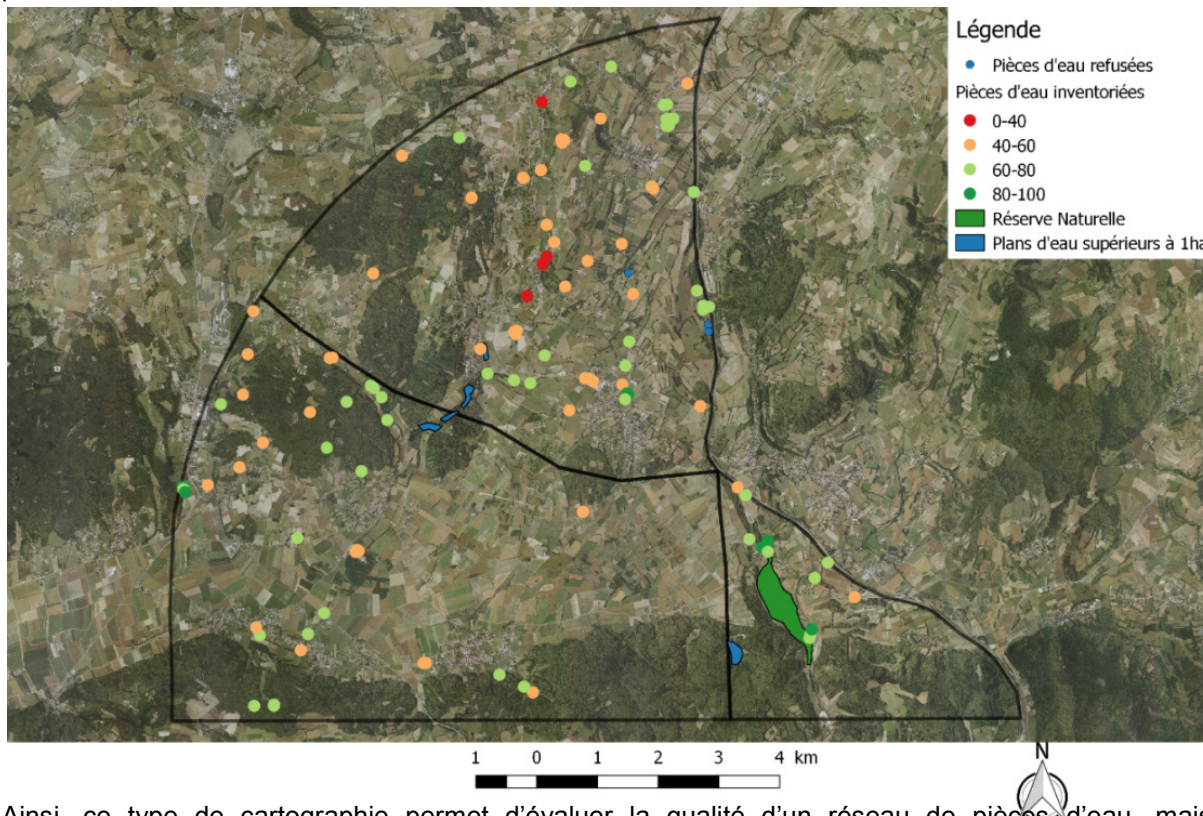 Légende
Pièces d'eau refusées
Pièces d'eau inventoriées
0-40
40-60
60-80
80-100
Réserve Naturelle
Plans d'eau supérieurs à 1ha
1 0 1 2 3 4 km
N
Ainsi, ce type de cartographie permet d'évaluer la qualité d'un réseau de pièces d'eau, mais